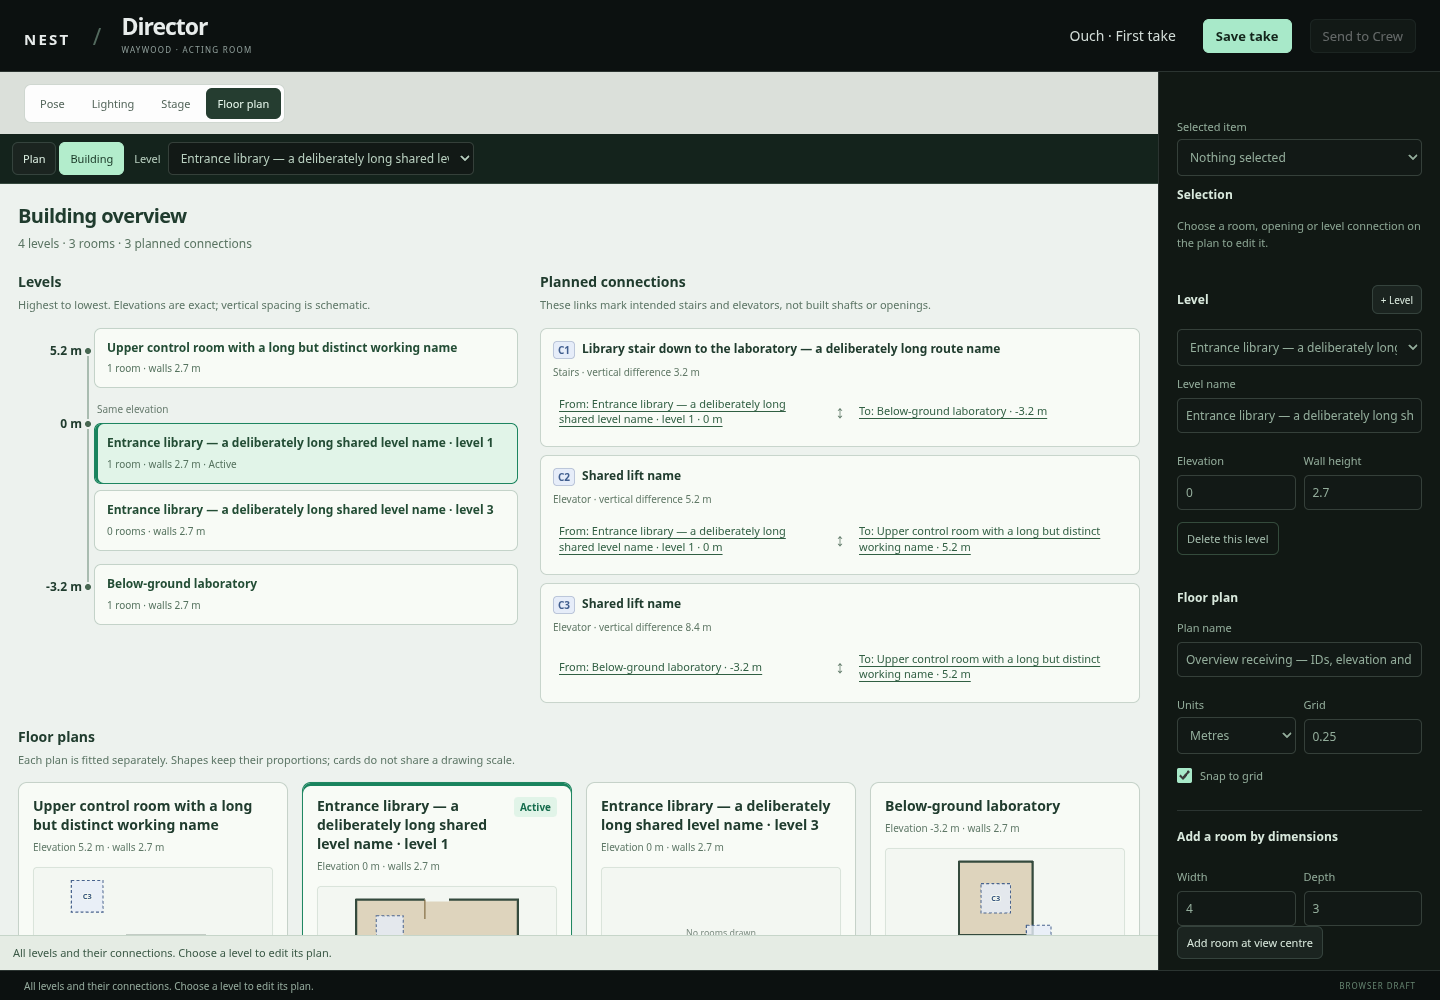 NEST / Director
WAYWOOD · ACTING ROOM
Ouch · First take
Save take
Send to Crew
Pose
Lighting
Stage
Floor plan
Plan
Building
Level
Entrance library — a deliberately long shared lev
Building overview
4 levels · 3 rooms · 3 planned connections
Levels
Highest to lowest. Elevations are exact; vertical spacing is schematic.
5.2 m
Upper control room with a long but distinct working name
1 room · walls 2.7 m
Same elevation
0 m
Entrance library — a deliberately long shared level name · level 1
1 room · walls 2.7 m · Active
Entrance library — a deliberately long shared level name · level 3
0 rooms · walls 2.7 m
-3.2 m
Below-ground laboratory
1 room · walls 2.7 m
Planned connections
These links mark intended stairs and elevators, not built shafts or openings.
C1 Library stair down to the laboratory — a deliberately long route name
Stairs · vertical difference 3.2 m
From: Entrance library — a deliberately long
shared level name · level 1 · 0 m
↕
To: Below-ground laboratory · -3.2 m
C2 Shared lift name
Elevator · vertical difference 5.2 m
From: Entrance library — a deliberately long
shared level name · level 1 · 0 m
↕
To: Upper control room with a long but distinct
working name · 5.2 m
C3 Shared lift name
Elevator · vertical difference 8.4 m
From: Below-ground laboratory · -3.2 m
↕
To: Upper control room with a long but distinct
working name · 5.2 m
Floor plans
Each plan is fitted separately. Shapes keep their proportions; cards do not share a drawing scale.
Upper control room with a long
but distinct working name
Elevation 5.2 m · walls 2.7 m
C3
Entrance library — a
deliberately long shared
level name · level 1
Active
Elevation 0 m · walls 2.7 m
Entrance library — a deliberately
long shared level name · level 3
Elevation 0 m · walls 2.7 m
No rooms drawn
Below-ground laboratory
Elevation -3.2 m · walls 2.7 m
C3
All levels and their connections. Choose a level to edit its plan.
Selected item
Nothing selected
Selection
Choose a room, opening or level connection on
the plan to edit it.
Level
+ Level
Entrance library — a deliberately long
Level name
Entrance library — a deliberately long sh
Elevation
Wall height
0
2.7
Delete this level
Floor plan
Plan name
Overview receiving — IDs, elevation and
Units
Grid
Metres
0.25
Snap to grid
Add a room by dimensions
Width
Depth
4
3
Add room at view centre
All levels and their connections. Choose a level to edit its plan.
BROWSER DRAFT